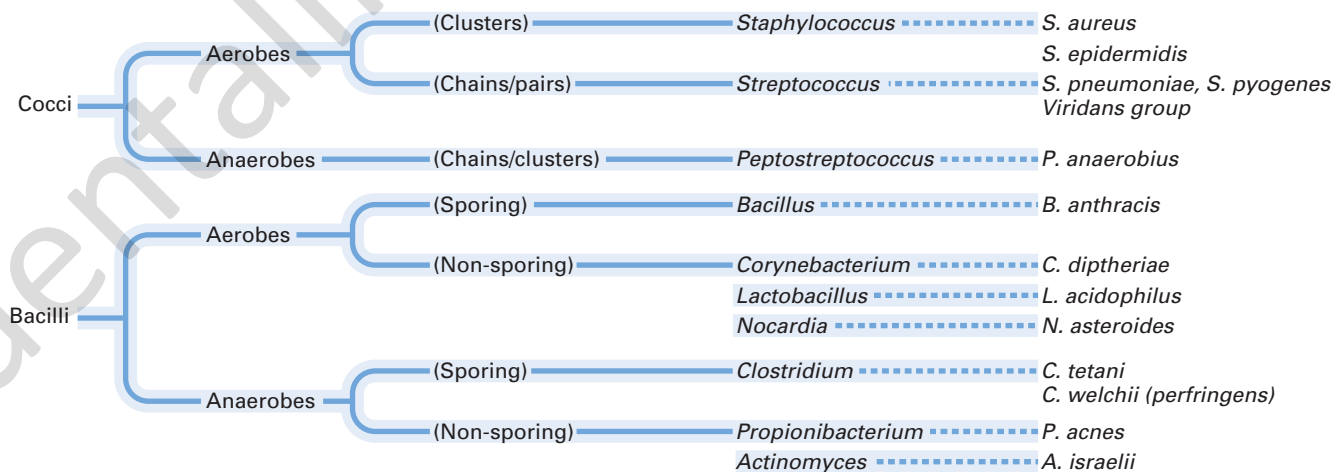 (Clusters) Staphylococcus S. aureus
Aerobes S. epidermidis
(Chains/pairs) Streptococcus S. pneumoniae, S. pyogenes
Cocci Viridans group
Anaerobes (Chains/clusters) Peptostreptococcus P. anaerobius
(Sporing) Bacillus B. anthracis
Aerobes
(Non-sporing) Corynebacterium C. diptheriae
Lactobacillus L. acidophilus
Bacilli
Nocardia N. asteroides
(Sporing) Clostridium C. tetani
C. welchii (perfringens)
Anaerobes
(Non-sporing) Propionibacterium P. acnes
Actinomyces A. israelii